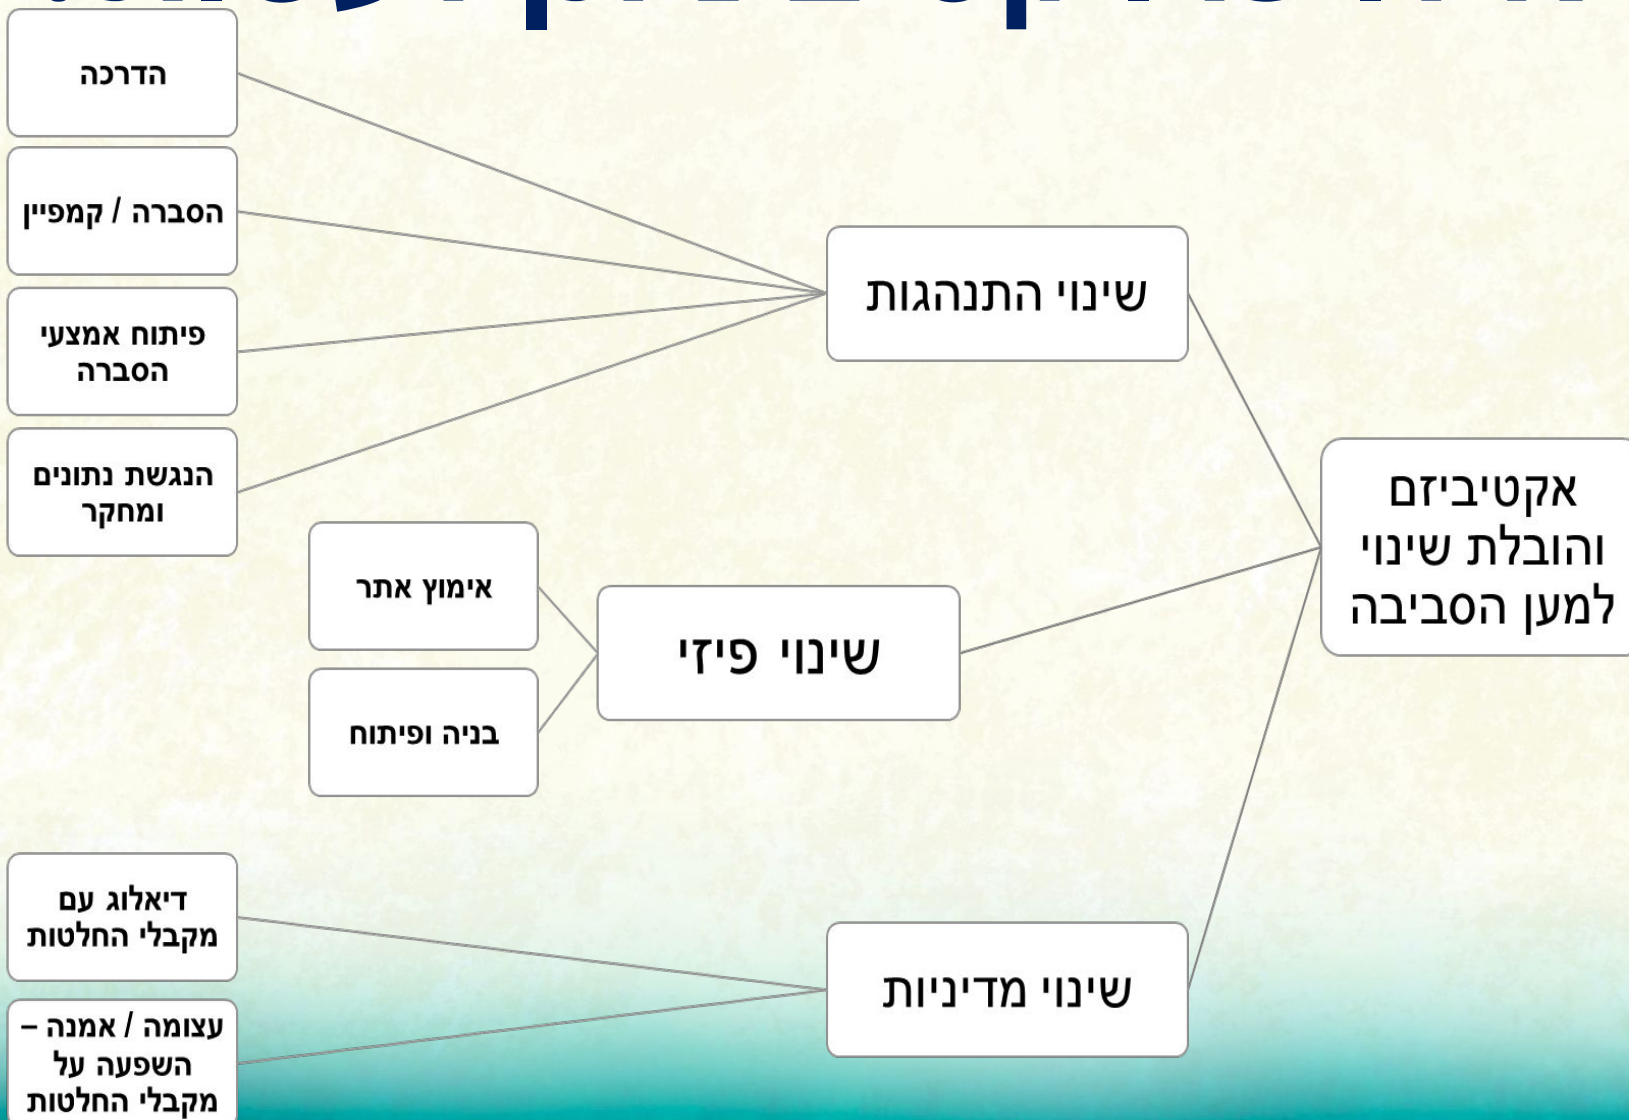 אקטיביזם
והובלת שינוי
למען הסביבה
שינוי התנהגות
הדרכה
הסברה / קמפיין
פיתוח אמצעי
הסברה
הנגשת נתונים
ומחקר
שינוי פיזי
אימוץ אתר
בניה ופיתוח
שינוי מדיניות
דיאלוג עם
מקבלי החלטות
עצומה / אמנה –
השפעה על
מקבלי החלטות